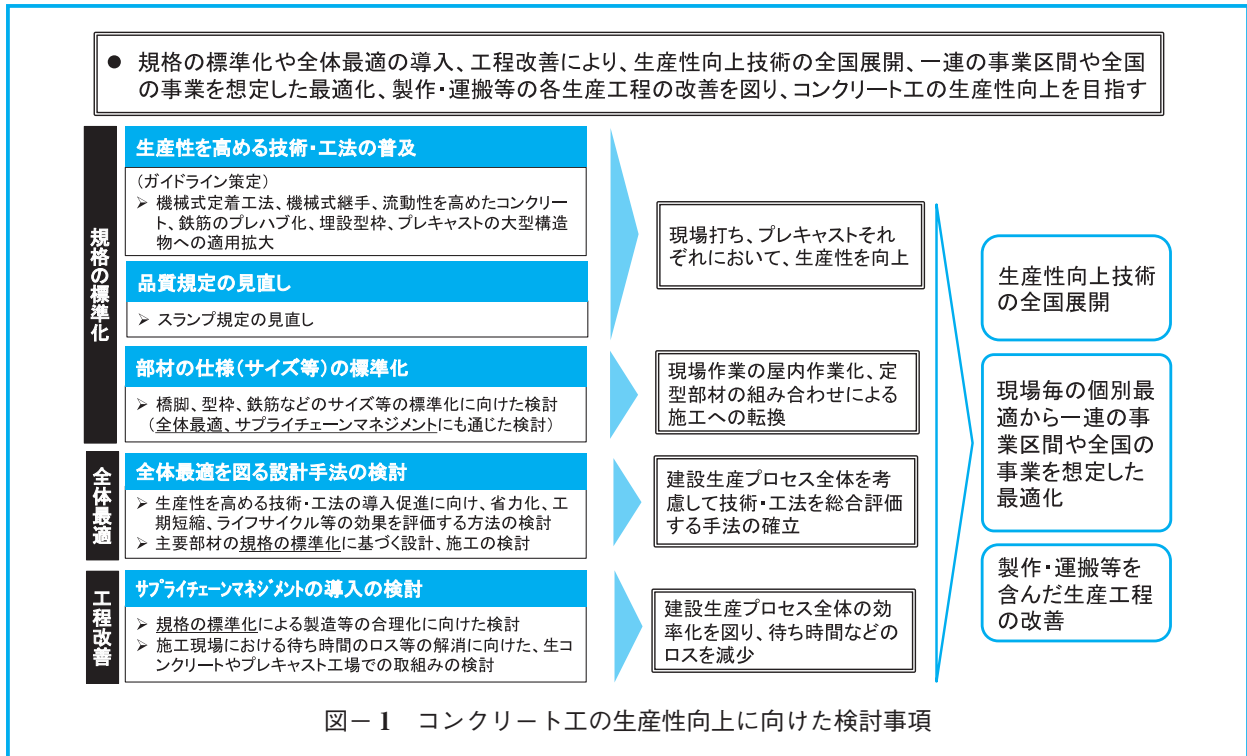 ● 規格の標準化や全体最適の導入、工程改善により、生産性向上技術の全国展開、一連の事業区間や全国
の事業を想定した最適化、製作・運搬等の各生産工程の改善を図り、コンクリート工の生産性向上を目指す
規格の標準化
生産性を高める技術・工法の普及
(ガイドライン策定)
➢ 機械式定着工法、機械式継手、流動性を高めたコンクリー
ト、鉄筋のプレハブ化、埋設型枠、プレキャストの大型構造
物への適用拡大
品質規定の見直し
➢ スランプ規定の見直し
現場打ち、プレキャストそれ
ぞれにおいて、生産性を向上
部材の仕様(サイズ等)の標準化
➢ 橋脚、型枠、鉄筋などのサイズ等の標準化に向けた検討
(全体最適、サプライチェーンマネジメントにも通じた検討)
現場作業の屋内作業化、定
型部材の組み合わせによる
施工への転換
全体最適
全体最適を図る設計手法の検討
➢ 生産性を高める技術・工法の導入促進に向け、省力化、工
期短縮、ライフサイクル等の効果を評価する方法の検討
➢ 主要部材の規格の標準化に基づく設計、施工の検討
建設生産プロセス全体を考
慮して技術・工法を総合評価
する手法の確立
工程改善
サプライチェーンマネジメントの導入の検討
➢ 規格の標準化による製造等の合理化に向けた検討
➢ 施工現場における待ち時間のロス等の解消に向けた、生コ
ンクリートやプレキャスト工場での取組みの検討
建設生産プロセス全体の効
率化を図り、待ち時間などの
ロスを減少
生産性向上技術
の全国展開
現場毎の個別最
適から一連の事
業区間や全国の
事業を想定した
最適化
製作・運搬等を
含んだ生産工程
の改善
図－1 コンクリート工の生産性向上に向けた検討事項